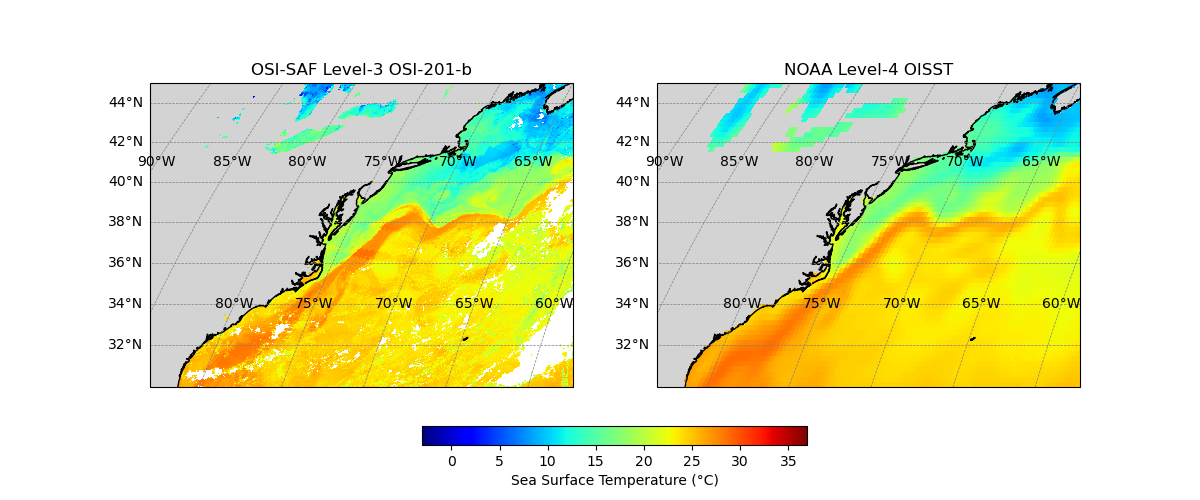 OSI-SAF Level-3 OSI-201-b
NOAA Level-4 OISST
44°N
42°N
90°W 85°W 80°W 75°W 70°W 65°W
40°N
38°N
36°N
34°N
80°W 75°W 70°W 65°W 60°W
32°N
44°N
42°N
90°W 85°W 80°W 75°W 70°W 65°W
40°N
38°N
36°N
34°N
80°W 75°W 70°W 65°W 60°W
32°N
0 5 10 15 20 25 30 35
Sea Surface Temperature (°C)